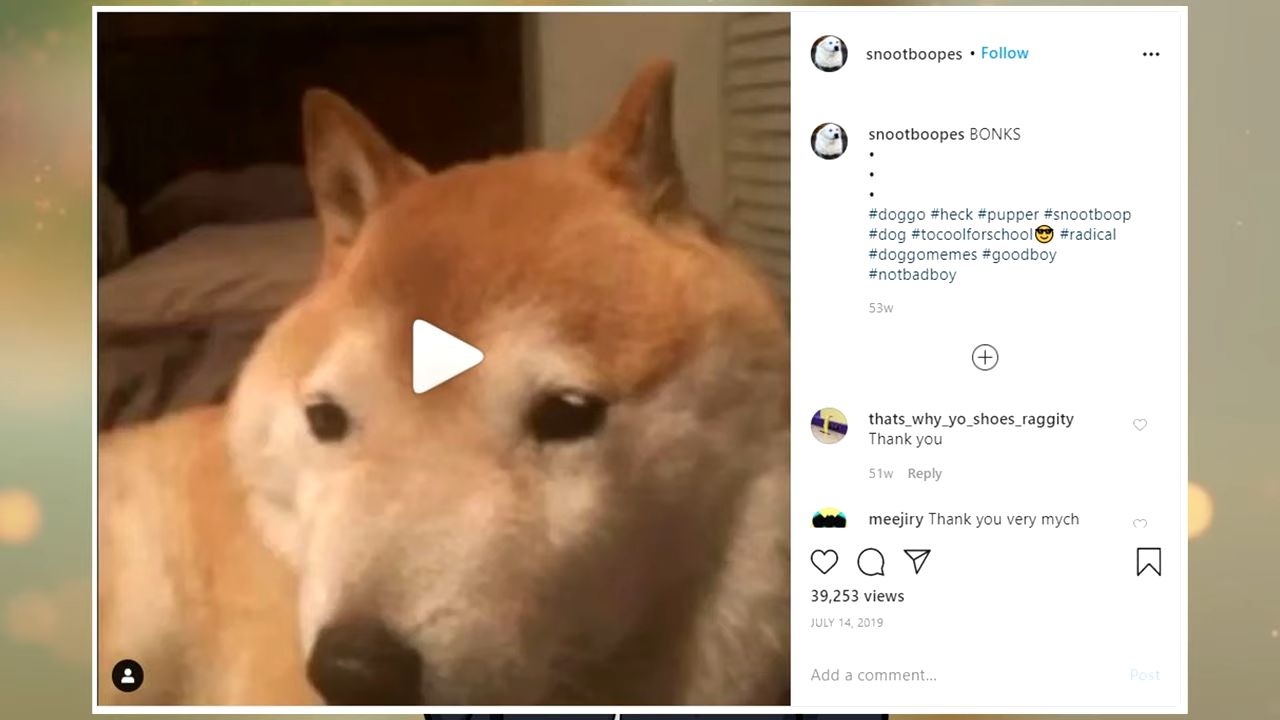 snootboopes • Follow
snootboopes BONKS
•
•
•
#doggo #heck #pupper #snootboop
#dog #tocoolforschool😎 #radical
#doggomemes #goodboy
#notbadboy
53w
thats_why_yo_shoes_raggity
Thank you
51w Reply
meejiry Thank you very mych
39,253 views
JULY 14, 2019
Add a comment... Post